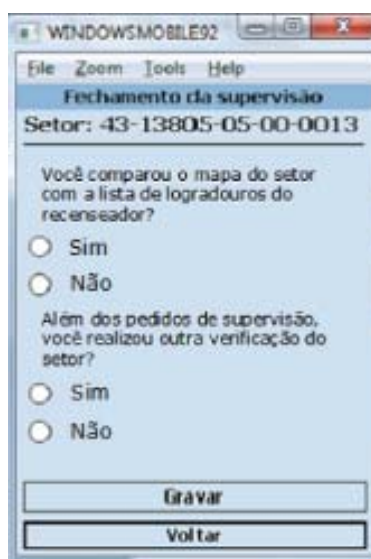 WINDOWSMOBILE92
File Zoom Tools Help
Fechamento da supervisão
Setor: 43-13805-05-00-0013
Você comparou o mapa do setor
com a lista de logradouros do
recenseador?
Sim
Não
Além dos pedidos de supervisão,
você realizou outra verificação do
setor?
Sim
Não
Gravar
Voltar